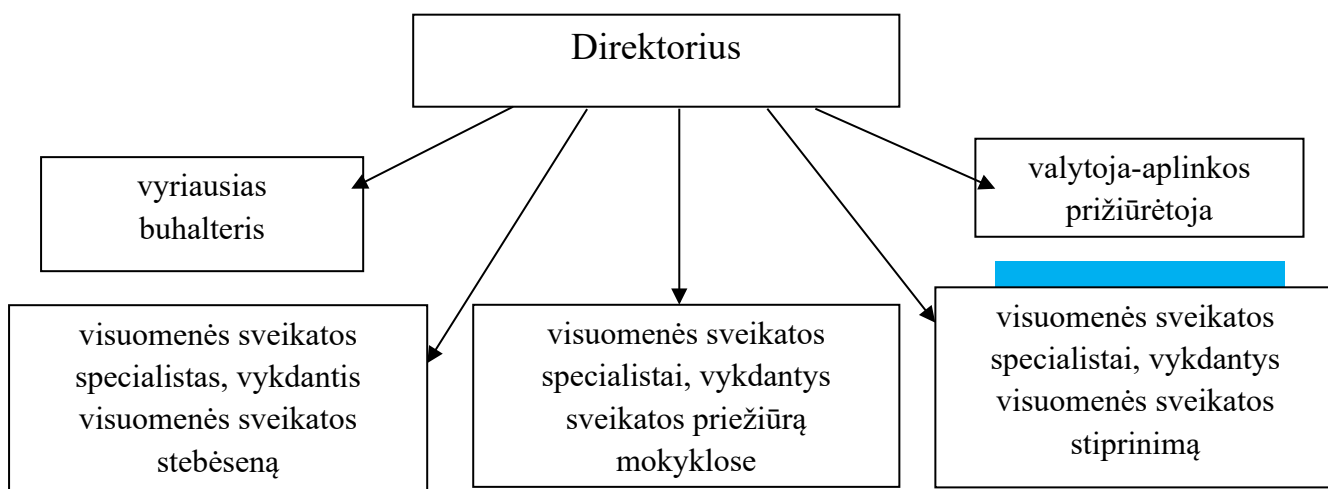 Direktorius
vyriausias
buhalteris
valytoja-aplinkos
prižiūrėtoja
visuomenės sveikatos
specialistas, vykdantis
visuomenės sveikatos
stebėseną
visuomenės sveikatos
specialistai, vykdantys
sveikatos priežiūrą
mokyklose
visuomenės sveikatos
specialistai, vykdantys
visuomenės sveikatos
stiprinimą